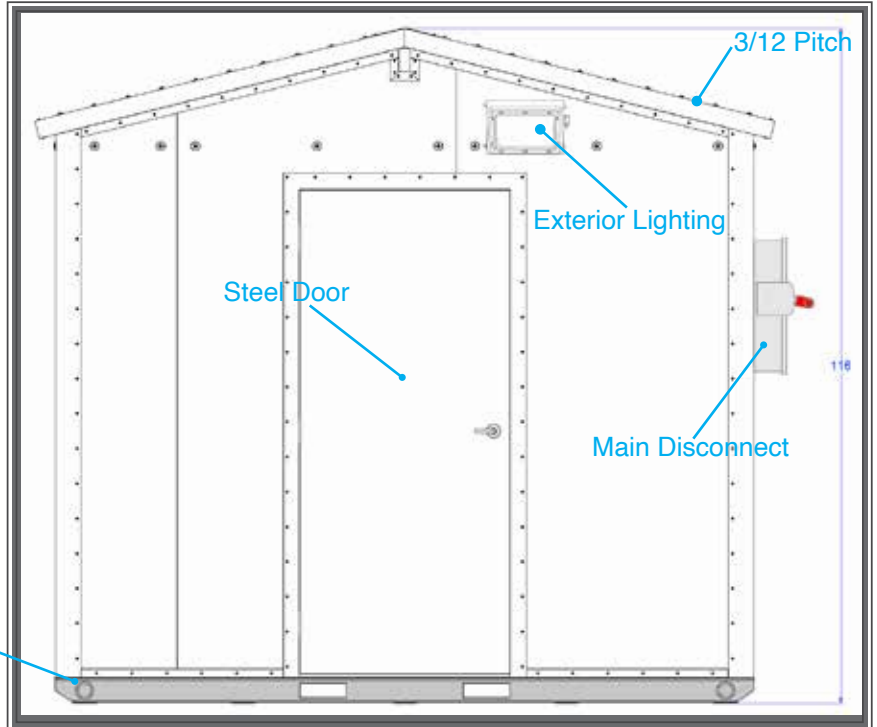 3/12 Pitch
Exterior Lighting
Steel Door
116
Main Disconnect